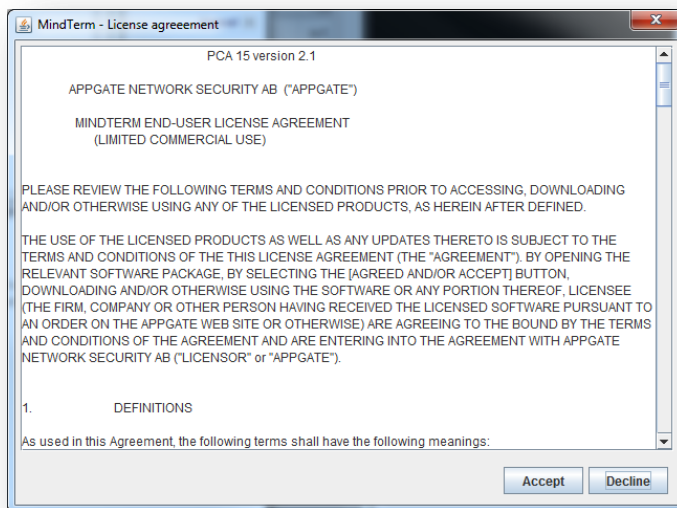 MindTerm - License agreeement
PCA 15 version 2.1
APPGATE NETWORK SECURITY AB ("APPGATE")
MINDTERM END-USER LICENSE AGREEMENT
(LIMITED COMMERCIAL USE)
PLEASE REVIEW THE FOLLOWING TERMS AND CONDITIONS PRIOR TO ACCESSING, DOWNLOADING
AND/OR OTHERWISE USING ANY OF THE LICENSED PRODUCTS, AS HEREIN AFTER DEFINED.
THE USE OF THE LICENSED PRODUCTS AS WELL AS ANY UPDATES THERETO IS SUBJECT TO THE
TERMS AND CONDITIONS OF THE THIS LICENSE AGREEMENT (THE "AGREEMENT"). BY OPENING THE
RELEVANT SOFTWARE PACKAGE, BY SELECTING THE [AGREED AND/OR ACCEPT] BUTTON,
DOWNLOADING AND/OR OTHERWISE USING THE SOFTWARE OR ANY PORTION THEREOF, LICENSEE
(THE FIRM, COMPANY OR OTHER PERSON HAVING RECEIVED THE LICENSED SOFTWARE PURSUANT TO
AN ORDER ON THE APPGATE WEB SITE OR OTHERWISE) ARE AGREEING TO THE BOUND BY THE TERMS
AND CONDITIONS OF THE AGREEMENT AND ARE ENTERING INTO THE AGREEMENT WITH APPGATE
NETWORK SECURITY AB ("LICENSOR" or "APPGATE").
1. DEFINITIONS
As used in this Agreement, the following terms shall have the following meanings:
Accept Decline